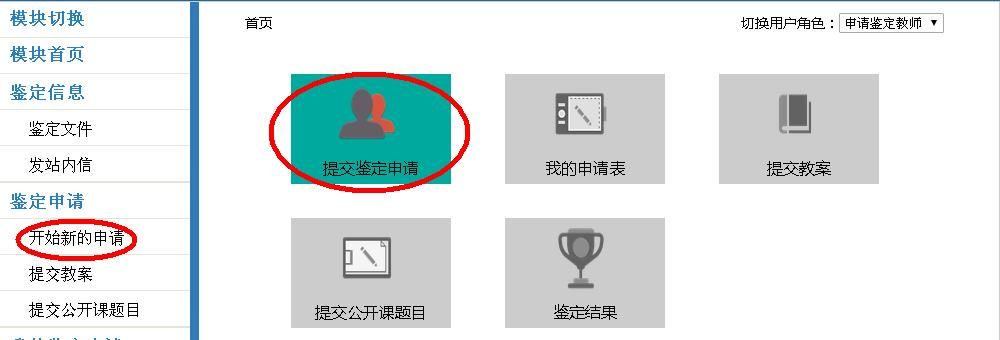 模块切换
模块首页
鉴定信息
鉴定文件
发站内信
鉴定申请
开始新的申请
提交教案
提交公开课题目
首页
切换用户角色：申请鉴定教师
提交鉴定申请
我的申请表
提交教案
提交公开课题目
鉴定结果